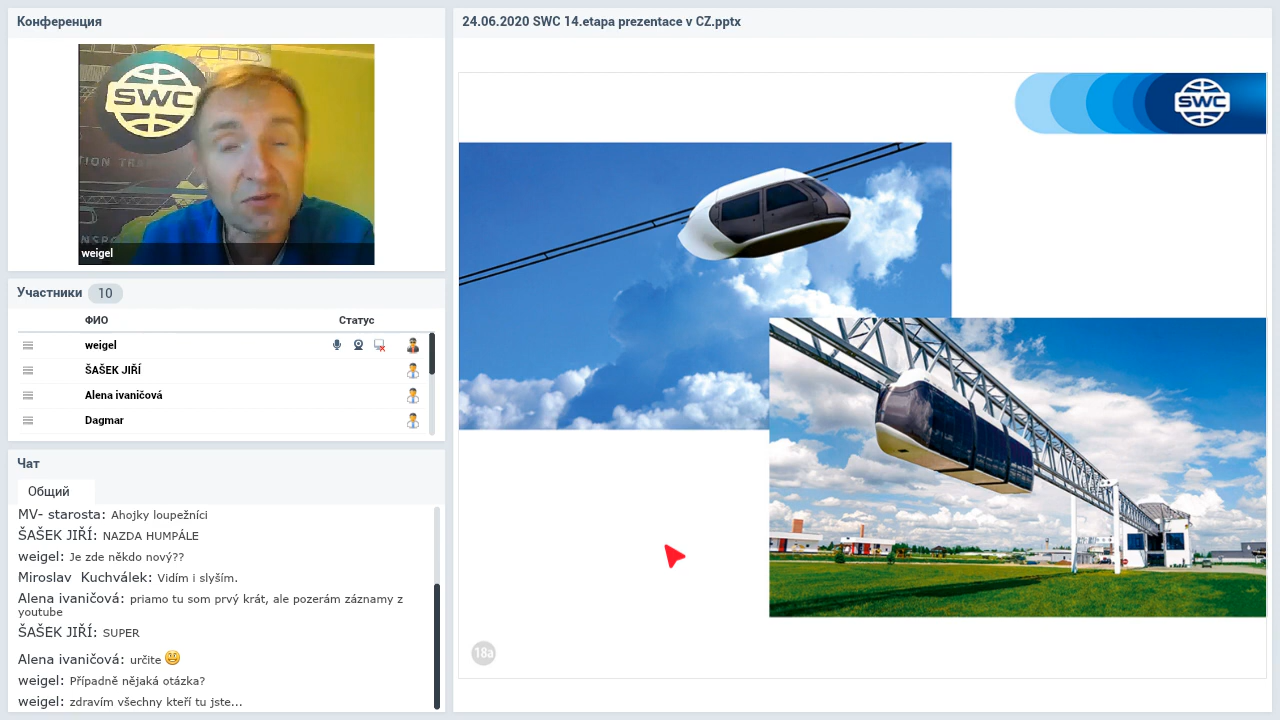 Конференция
SWC
weigel
Участники 10
ФИО Статус
weigel
ŠAŠEK JIŘÍ
Alena ivaničová
Dagmar
Чат
Общий
MV- starosta: Ahojky loupežníci
ŠAŠEK JIŘÍ: NAZDA HUMPÁLE
weigel: Je zde někdo nový??
Miroslav Kuchválek: Vidím i slyším.
Alena ivaničová: priamo tu som prvý krát, ale pozerám záznamy z
youtube
ŠAŠEK JIŘÍ: SUPER
Alena ivaničová: určite
weigel: Případně nějaká otázka?
weigel: zdravím všechny kteří tu jste...
24.06.2020 SWC 14.etapa prezentace v CZ.pptx
SWC
18a